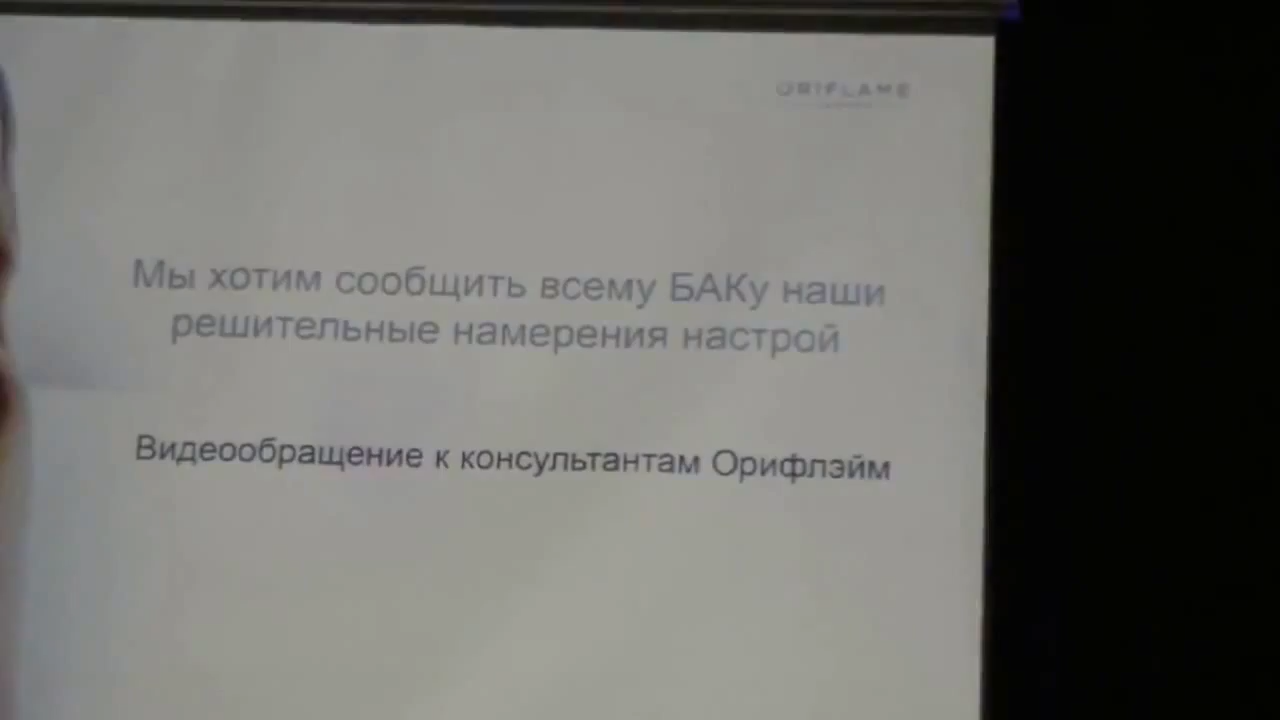 ORIFLAME
Мы хотим сообщить всему БАКу наши
решительные намерения настрой
Видеообращение к консультантам Орифлэйм